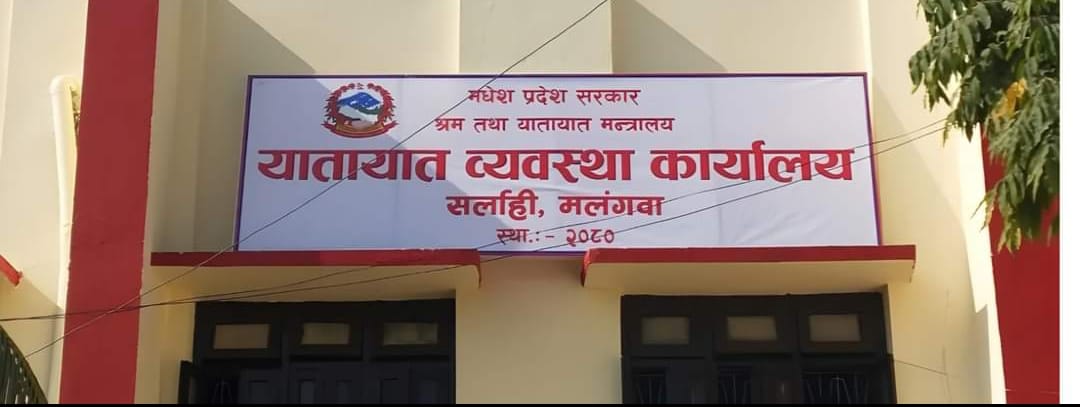 मधेश प्रदेश सरकार
श्रम तथा यातायात मन्त्रालय
यातायात व्यवस्था कार्यालय
सर्लाही, मलंगवा
स्था.:- २०८०